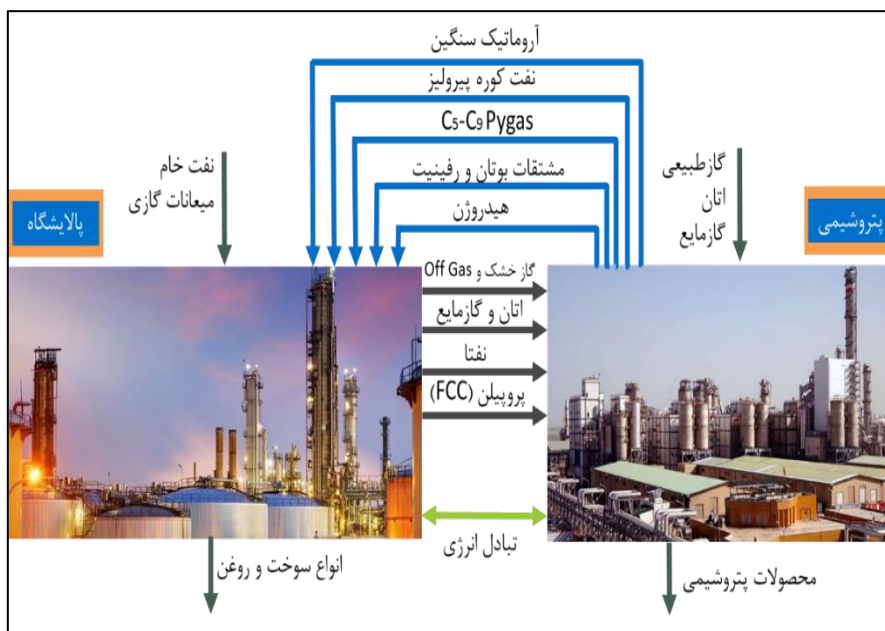 آروماتیک سنگین
نفت کوره پیرولیز
C5-C9 Pygas
مشتقات بوتان و رفینیت
هیدروژن
گازطبیعی
اتان
گازمایع
پتروشیمی
نفت خام
میعانات گازی
پالایشگاه
گاز خشک و Off Gas
اتان و گازمایع
نفتا
پروپیلن (FCC)
تبادل انرژی
انواع سوخت و روغن
محصولات پتروشیمی